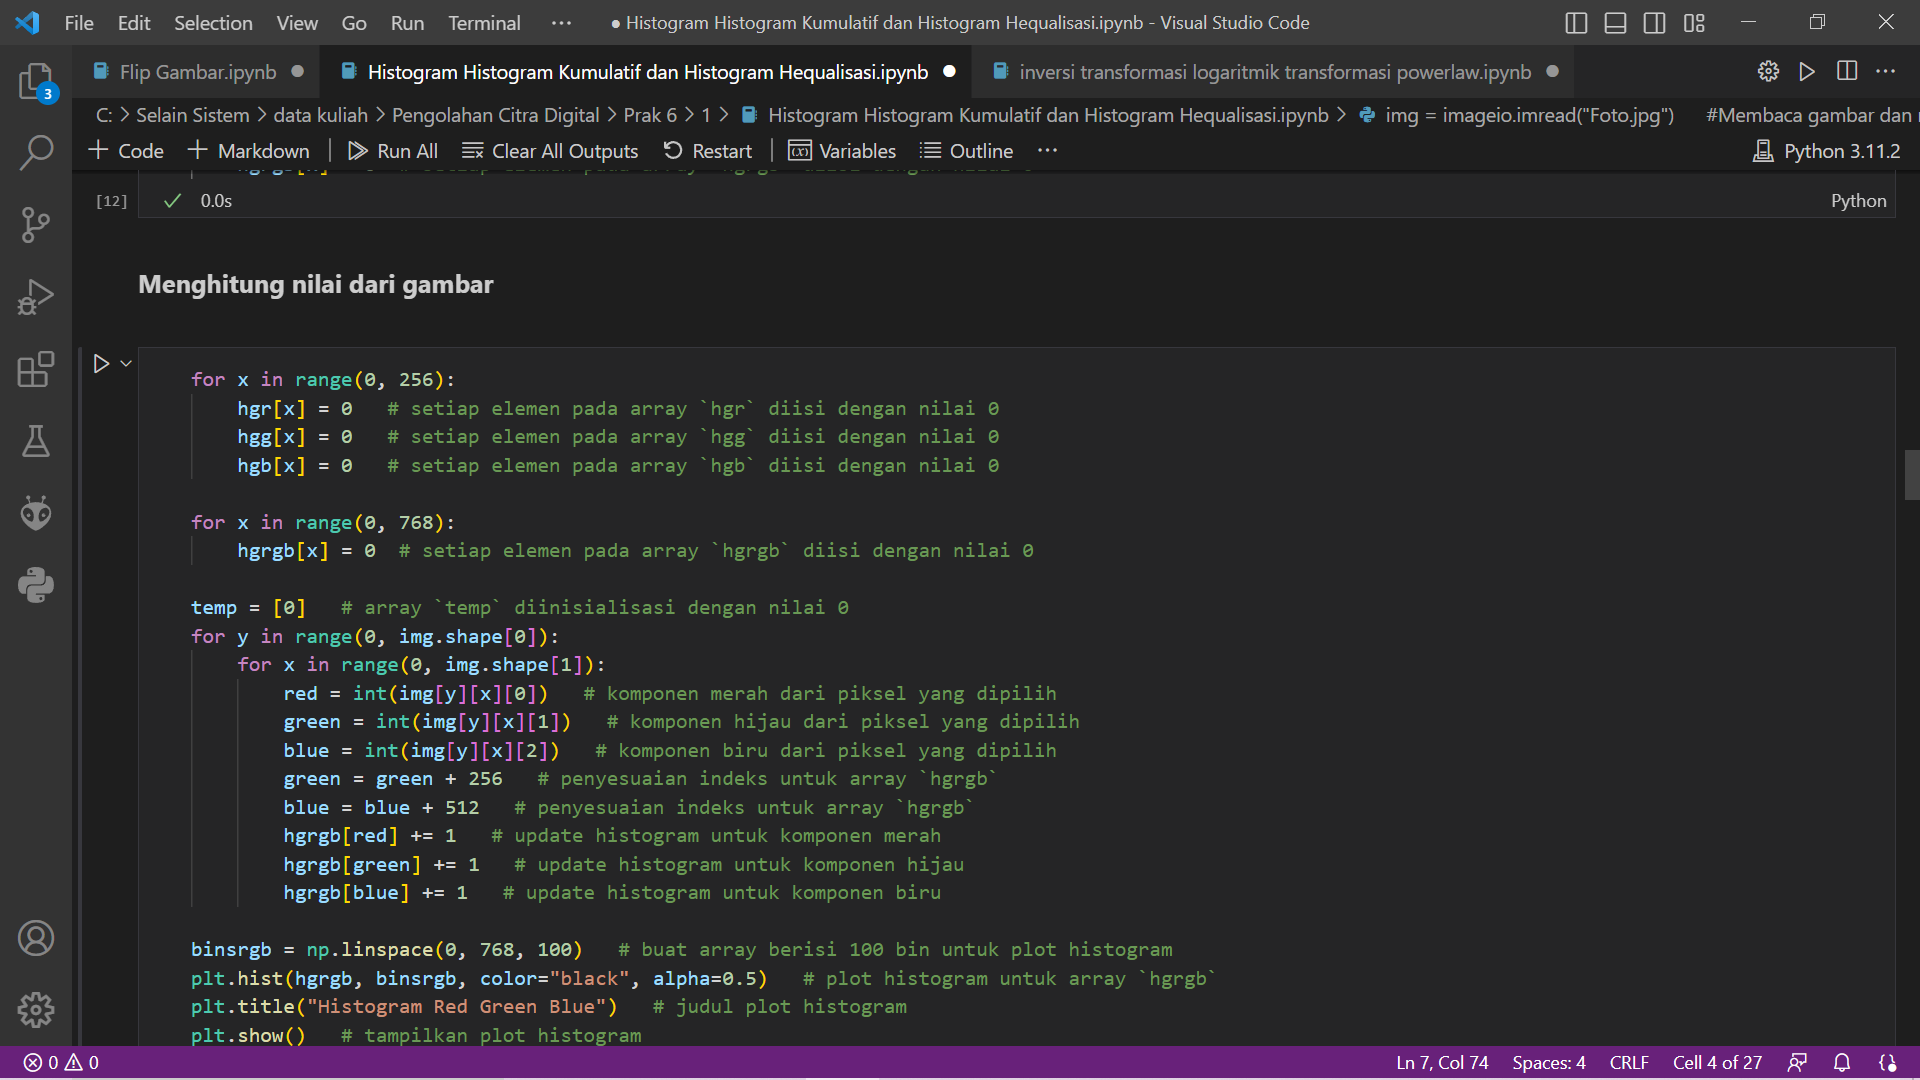 File Edit Selection View Go Run Terminal ··· ● Histogram Histogram Kumulatif dan Histogram Hequalisasi.ipynb - Visual Studio Code
Flip Gambar.ipynb ● Histogram Histogram Kumulatif dan Histogram Hequalisasi.ipynb ● inversi transformasi logaritmik transformasi powerlaw.ipynb ●
C: > Selain Sistem > data kuliah > Pengolahan Citra Digital > Prak 6 > 1 > Histogram Histogram Kumulatif dan Histogram Hequalisasi.ipynb > img = imageio.imread("Foto.jpg") #Membaca gambar dan
+ Code + Markdown | Run All Clear All Outputs Restart | Variables Outline ··· Python 3.11.2
[12] ✓ 0.0s Python
3
Menghitung nilai dari gambar
for x in range(0, 256):
    hgr[x] = 0   # setiap elemen pada array `hgr` diisi dengan nilai 0
    hgg[x] = 0   # setiap elemen pada array `hgg` diisi dengan nilai 0
    hgb[x] = 0   # setiap elemen pada array `hgb` diisi dengan nilai 0
for x in range(0, 768):
    hgrgb[x] = 0  # setiap elemen pada array `hgrgb` diisi dengan nilai 0
temp = [0]   # array `temp` diinisialisasi dengan nilai 0
for y in range(0, img.shape[0]):
    for x in range(0, img.shape[1]):
        red = int(img[y][x][0])   # komponen merah dari piksel yang dipilih
        green = int(img[y][x][1])   # komponen hijau dari piksel yang dipilih
        blue = int(img[y][x][2])   # komponen biru dari piksel yang dipilih
        green = green + 256   # penyesuaian indeks untuk array `hgrgb`
        blue = blue + 512   # penyesuaian indeks untuk array `hgrgb`
        hgrgb[red] += 1   # update histogram untuk komponen merah
        hgrgb[green] += 1   # update histogram untuk komponen hijau
        hgrgb[blue] += 1   # update histogram untuk komponen biru
binsrgb = np.linspace(0, 768, 100)   # buat array berisi 100 bin untuk plot histogram
plt.hist(hgrgb, binsrgb, color="black", alpha=0.5)   # plot histogram untuk array `hgrgb`
plt.title("Histogram Red Green Blue")   # judul plot histogram
plt.show()   # tampilkan plot histogram
0 0 Ln 7, Col 74 Spaces: 4 CRLF Cell 4 of 27